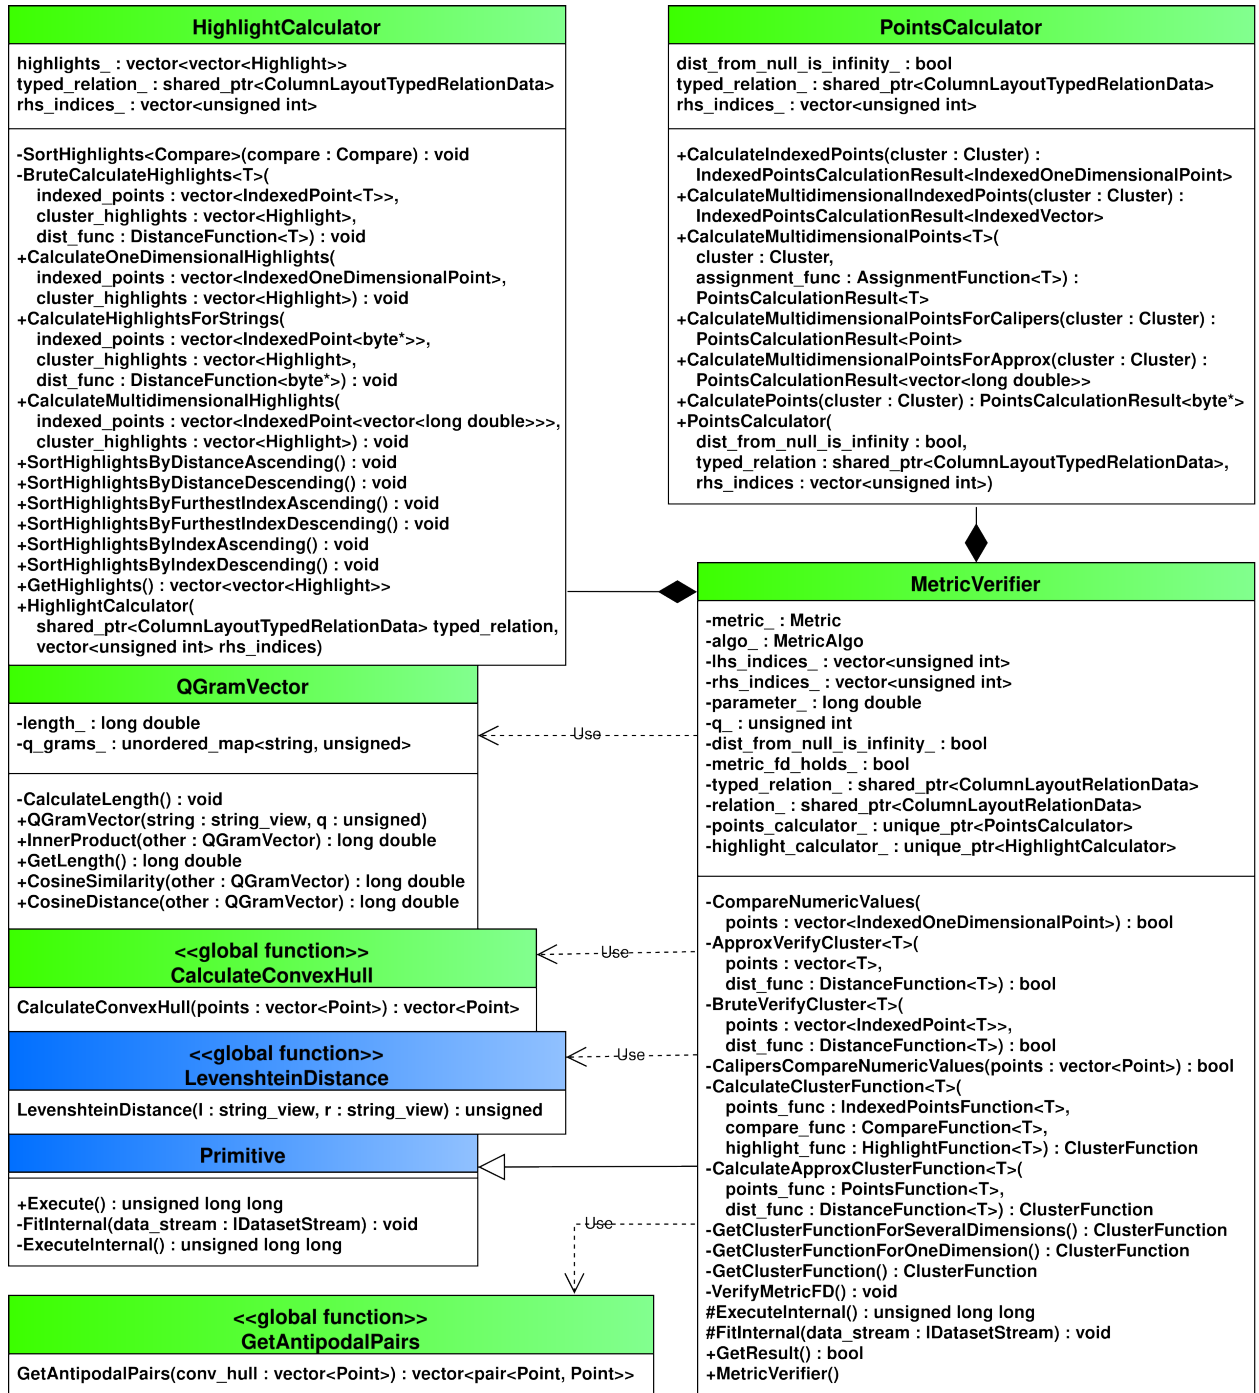 HighlightCalculator
highlights_ : vector<vector<Highlight>>
typed_relation_ : shared_ptr<ColumnLayoutTypedRelationData>
rhs_indices_ : vector<unsigned int>
-SortHighlights<Compare>(compare : Compare) : void
-BruteCalculateHighlights<T>(
indexed_points : vector<IndexedPoint<T>>,
cluster_highlights : vector<Highlight>,
dist_func : DistanceFunction<T>) : void
+CalculateOneDimensionalHighlights(
indexed_points : vector<IndexedOneDimensionalPoint>,
cluster_highlights : vector<Highlight>) : void
+CalculateHighlightsForStrings(
indexed_points : vector<IndexedPoint<byte*>>,
cluster_highlights : vector<Highlight>,
dist_func : DistanceFunction<byte*>) : void
+CalculateMultidimensionalHighlights(
indexed_points : vector<IndexedPoint<vector<long double>>>,
cluster_highlights : vector<Highlight>) : void
+SortHighlightsByDistanceAscending() : void
+SortHighlightsByDistanceDescending() : void
+SortHighlightsByFurthestIndexAscending() : void
+SortHighlightsByFurthestIndexDescending() : void
+SortHighlightsByIndexAscending() : void
+SortHighlightsByIndexDescending() : void
+GetHighlights() : vector<vector<Highlight>>
+HighlightCalculator(
shared_ptr<ColumnLayoutTypedRelationData> typed_relation,
vector<unsigned int> rhs_indices)
PointsCalculator
dist_from_null_is_infinity_ : bool
typed_relation_ : shared_ptr<ColumnLayoutTypedRelationData>
rhs_indices_ : vector<unsigned int>
+CalculateIndexedPoints(cluster : Cluster) :
IndexedPointsCalculationResult<IndexedOneDimensionalPoint>
+CalculateMultidimensionalIndexedPoints(cluster : Cluster) :
IndexedPointsCalculationResult<IndexedVector>
+CalculateMultidimensionalPoints<T>(
cluster : Cluster,
assignment_func : AssignmentFunction<T>) :
PointsCalculationResult<T>
+CalculateMultidimensionalPointsForCalipers(cluster : Cluster) :
PointsCalculationResult<Point>
+CalculateMultidimensionalPointsForApprox(cluster : Cluster) :
PointsCalculationResult<vector<long double>>
+CalculatePoints(cluster : Cluster) : PointsCalculationResult<byte*>
+PointsCalculator(
dist_from_null_is_infinity : bool,
typed_relation : shared_ptr<ColumnLayoutTypedRelationData>,
rhs_indices : vector<unsigned int>)
QGramVector
-length_ : long double
-q_grams_ : unordered_map<string, unsigned>
-CalculateLength() : void
+QGramVector(string : string_view, q : unsigned)
+InnerProduct(other : QGramVector) : long double
+GetLength() : long double
+CosineSimilarity(other : QGramVector) : long double
+CosineDistance(other : QGramVector) : long double
<<global function>>
CalculateConvexHull
CalculateConvexHull(points : vector<Point>) : vector<Point>
<<global function>>
LevenshteinDistance
LevenshteinDistance(l : string_view, r : string_view) : unsigned
Primitive
+Execute() : unsigned long long
-FitInternal(data_stream : IDatasetStream) : void
-ExecuteInternal() : unsigned long long
<<global function>>
GetAntipodalPairs
GetAntipodalPairs(conv_hull : vector<Point>) : vector<pair<Point, Point>>
Use
Use
Use
Use
MetricVerifier
-metric_ : Metric
-algo_ : MetricAlgo
-lhs_indices_ : vector<unsigned int>
-rhs_indices_ : vector<unsigned int>
-parameter_ : long double
-q_ : unsigned int
-dist_from_null_is_infinity_ : bool
-metric_fd_holds_ : bool
-typed_relation_ : shared_ptr<ColumnLayoutRelationData>
-relation_ : shared_ptr<ColumnLayoutRelationData>
-points_calculator_ : unique_ptr<PointsCalculator>
-highlight_calculator_ : unique_ptr<HighlightCalculator>
-CompareNumericValues(
points : vector<IndexedOneDimensionalPoint>) : bool
-ApproxVerifyCluster<T>(
points : vector<T>,
dist_func : DistanceFunction<T>) : bool
-BruteVerifyCluster<T>(
points : vector<IndexedPoint<T>>,
dist_func : DistanceFunction<T>) : bool
-CalipersCompareNumericValues(points : vector<Point>) : bool
-CalculateClusterFunction<T>(
points_func : IndexedPointsFunction<T>,
compare_func : CompareFunction<T>,
highlight_func : HighlightFunction<T>) : ClusterFunction
-CalculateApproxClusterFunction<T>(
points_func : PointsFunction<T>,
dist_func : DistanceFunction<T>) : ClusterFunction
-GetClusterFunctionForSeveralDimensions() : ClusterFunction
-GetClusterFunctionForOneDimension() : ClusterFunction
-GetClusterFunction() : ClusterFunction
-VerifyMetricFD() : void
#ExecuteInternal() : unsigned long long
#FitInternal(data_stream : IDatasetStream) : void
+GetResult() : bool
+MetricVerifier()